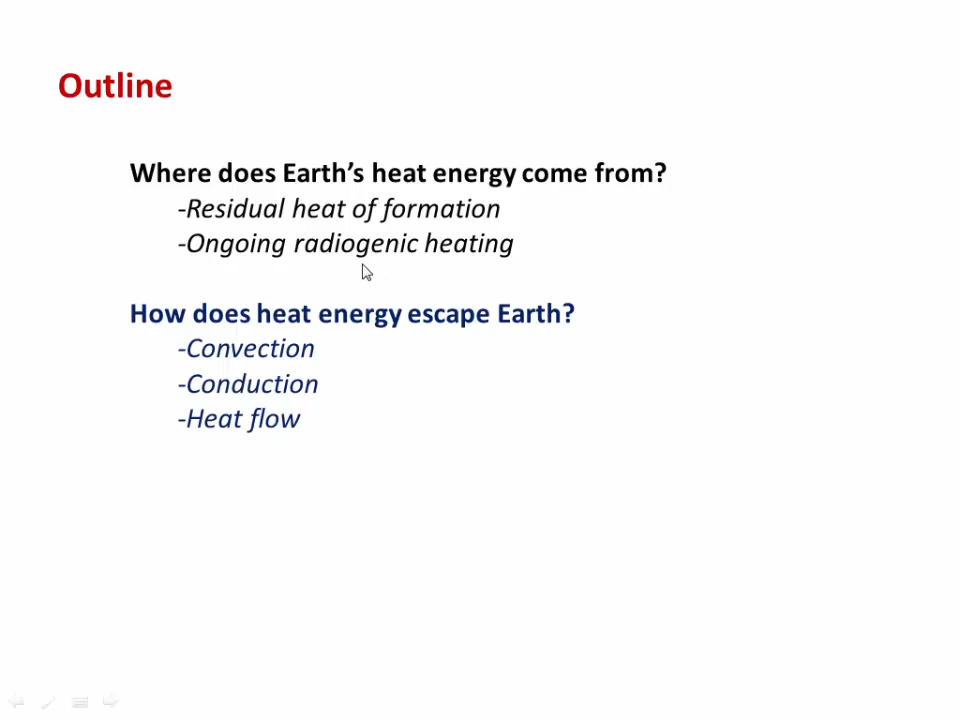 Outline
Where does Earth’s heat energy come from?
-Residual heat of formation
-Ongoing radiogenic heating
How does heat energy escape Earth?
-Convection
-Conduction
-Heat flow